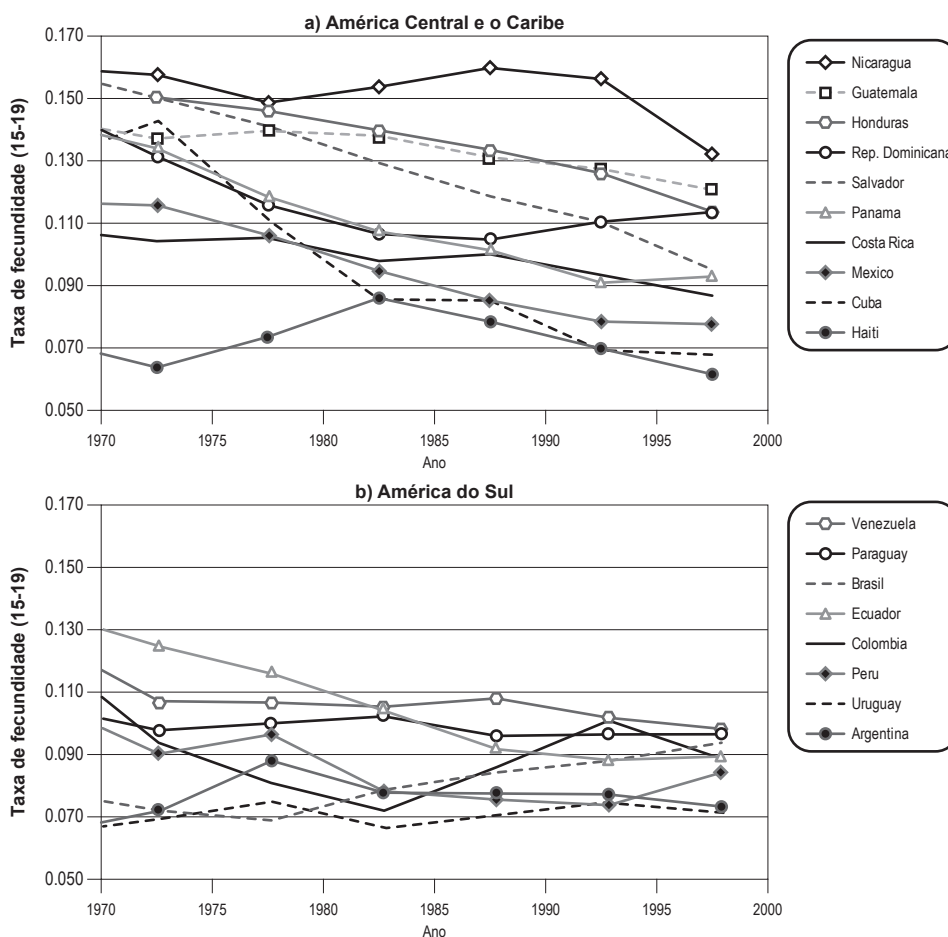 a) América Central e o Caribe
Taxa de fecundidade (15-19)
0.170
0.150
0.130
0.110
0.090
0.070
0.050
1970 1975 1980 1985 1990 1995 2000
Ano
Nicaragua
Guatemala
Honduras
Rep. Dominicana
Salvador
Panama
Costa Rica
Mexico
Cuba
Haiti
b) América do Sul
Taxa de fecundidade (15-19)
0.170
0.150
0.130
0.110
0.090
0.070
0.050
1970 1975 1980 1985 1990 1995 2000
Ano
Venezuela
Paraguay
Brasil
Ecuador
Colombia
Peru
Uruguay
Argentina